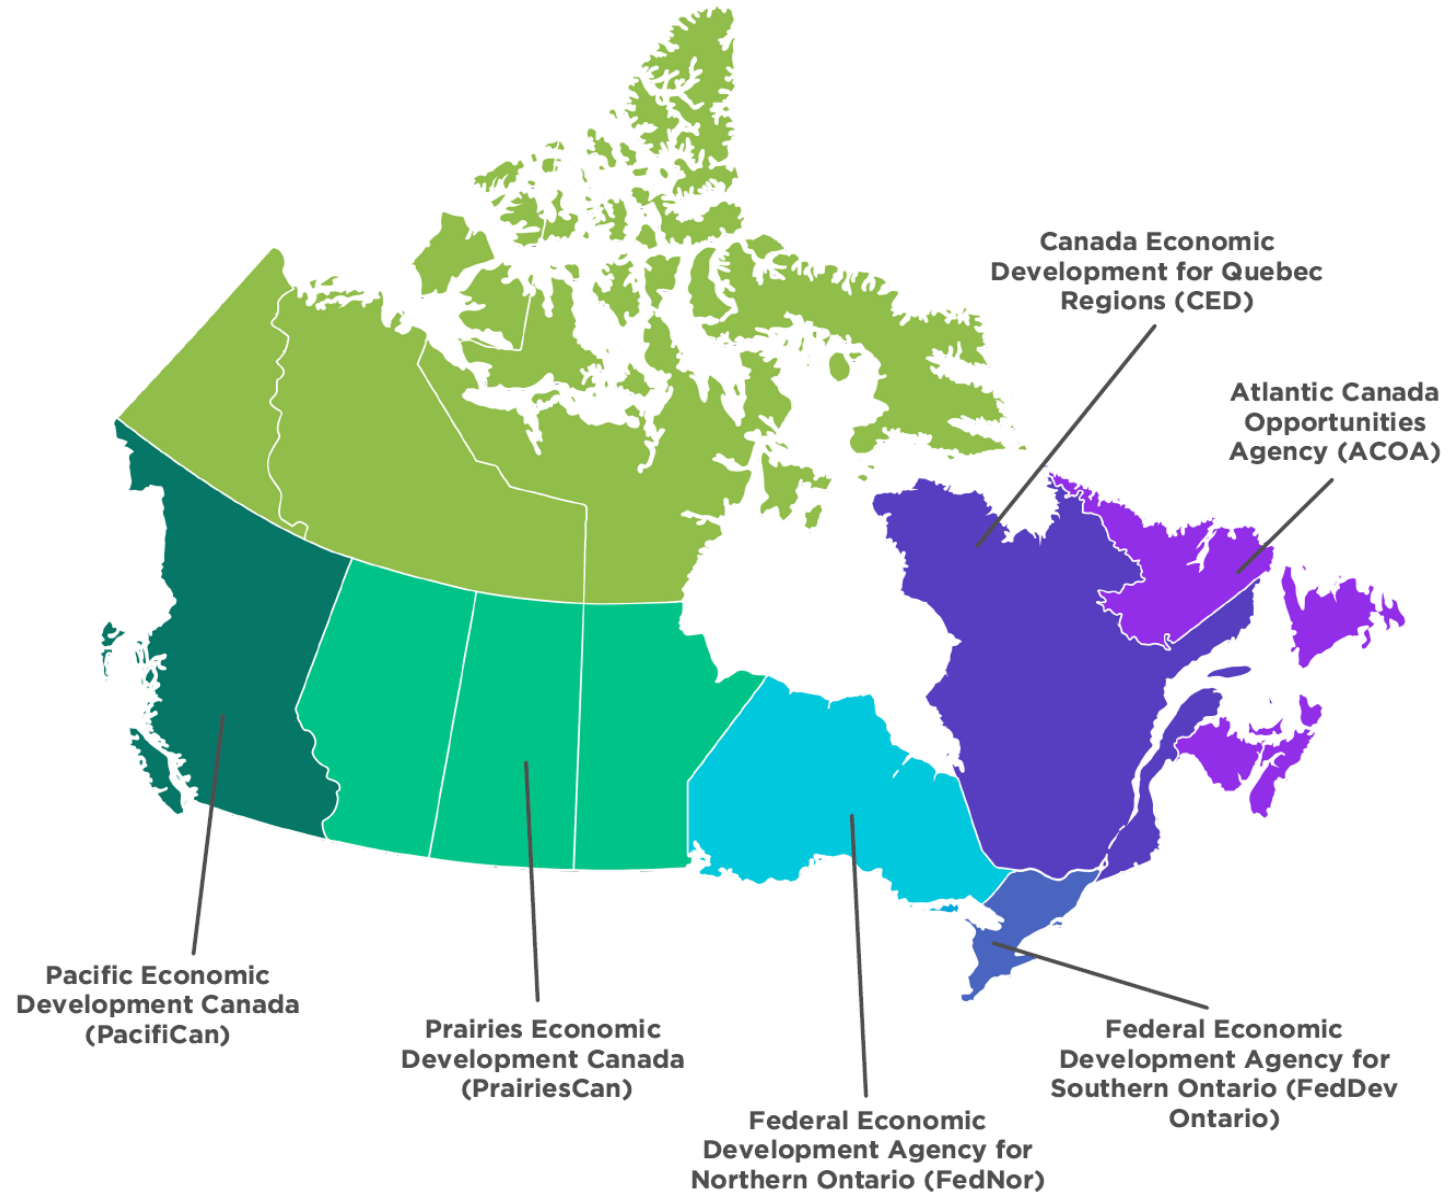 Canada Economic
Development for Quebec
Regions (CED)
Atlantic Canada
Opportunities
Agency (ACOA)
Pacific Economic
Development Canada
(PacifiCan)
Prairies Economic
Development Canada
(PrairiesCan)
Federal Economic
Development Agency for
Northern Ontario (FedNor)
Federal Economic
Development Agency for
Southern Ontario (FedDev
Ontario)